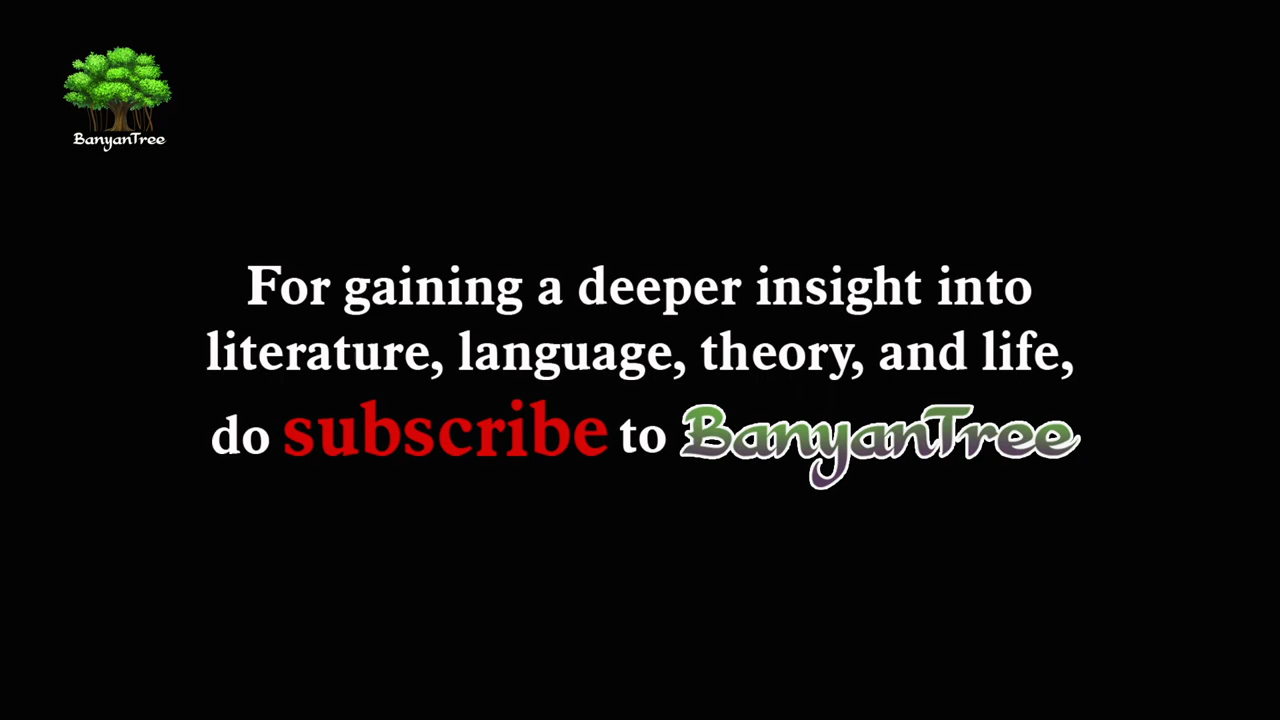 BanyanTree
For gaining a deeper insight into
literature, language, theory, and life,
do subscribe to BanyanTree